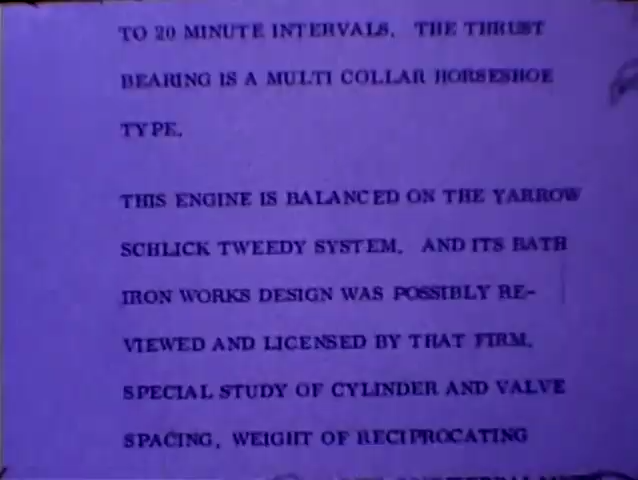 TO 20 MINUTE INTERVALS. THE THRUST
BEARING IS A MULTI COLLAR HORSESHOE
TYPE.
THIS ENGINE IS BALANCED ON THE YARROW
SCHLICK TWEEDY SYSTEM. AND ITS BATH
IRON WORKS DESIGN WAS POSSIBLY RE-
VIEWED AND LICENSED BY THAT FIRM.
SPECIAL STUDY OF CYLINDER AND VALVE
SPACING, WEIGHT OF RECIPROCATING